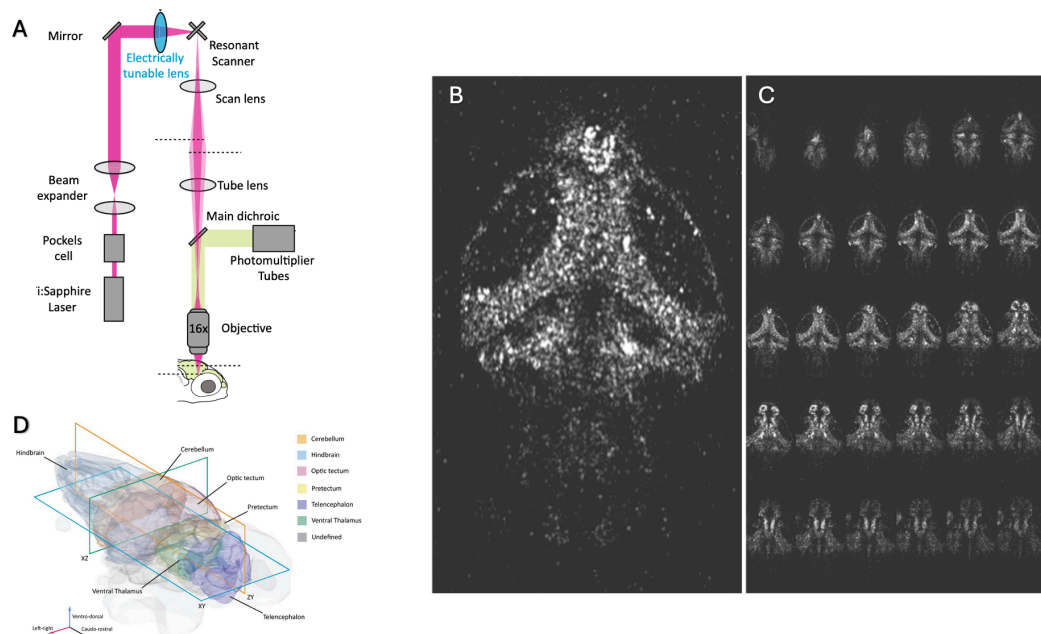 A
Mirror
Electrically
tunable lens
Resonant
Scanner
Scan lens
Tube lens
Beam
expander
Main dichroic
Pockels
cell
Photomultiplier
Tubes
i:Sapphire
Laser
16x
Objective
B
C
D
Hindbrain
Cerebellum
Optic tectum
Pretectum
XZ
Ventral Thalamus
XY
ZY
Telencephalon
Ventro-dorsal
Left-right
Caudo-rostral
Cerebellum
Hindbrain
Optic tectum
Pretectum
Telencephalon
Ventral Thalamus
Undefined